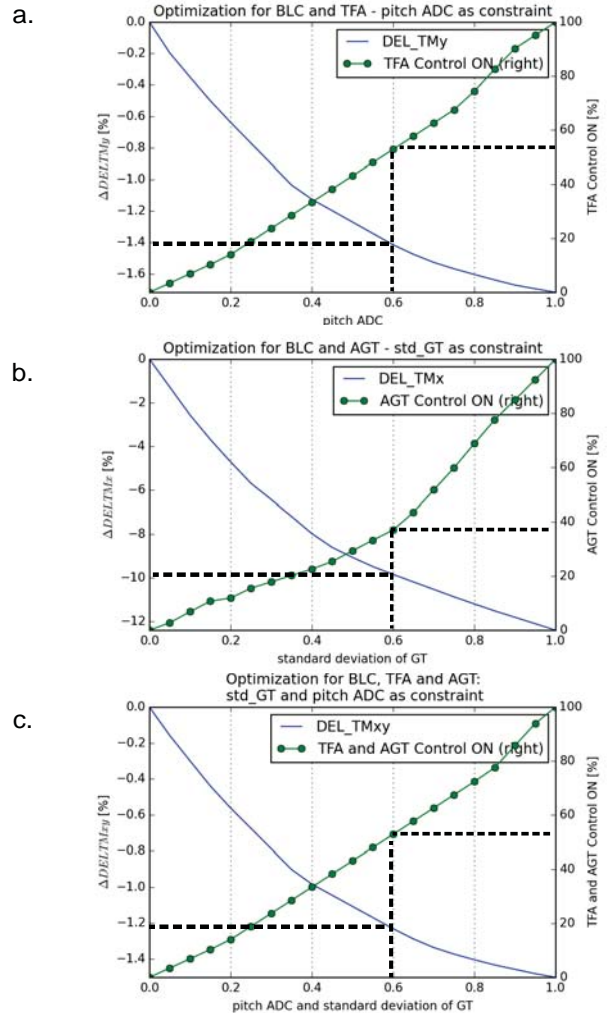 a.
Optimization for BLC and TFA - pitch ADC as constraint
DEL_TMy
TFA Control ON (right)
ΔDELTMy [%]
0.0
−0.2
−0.4
−0.6
−0.8
−1.0
−1.2
−1.4
−1.6
TFA Control ON [%]
100
80
60
40
20
0
0.0 0.2 0.4 0.6 0.8 1.0
pitch ADC
b.
Optimization for BLC and AGT - std_GT as constraint
DEL_TMx
AGT Control ON (right)
ΔDELTMx [%]
0
−2
−4
−6
−8
−10
−12
AGT Control ON [%]
100
80
60
40
20
0
0.0 0.2 0.4 0.6 0.8 1.0
standard deviation of GT
c.
Optimization for BLC, TFA and AGT:
std_GT and pitch ADC as constraint
DEL_TMxy
TFA and AGT Control ON (right)
ΔDELTMxy [%]
0.0
−0.2
−0.4
−0.6
−0.8
−1.0
−1.2
−1.4
TFA and AGT Control ON [%]
100
80
60
40
20
0
0.0 0.2 0.4 0.6 0.8 1.0
pitch ADC and standard deviation of GT